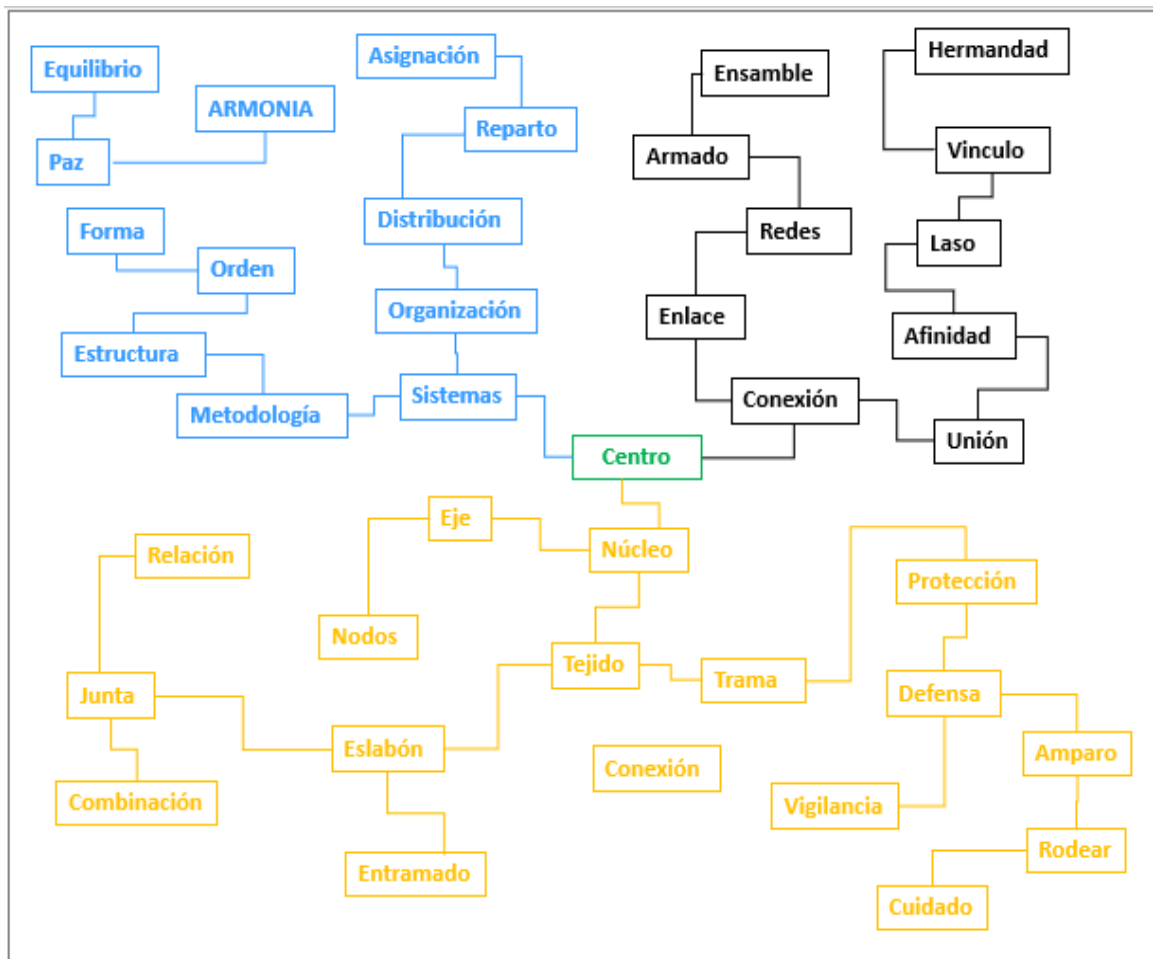 Equilibrio
ARMONIA
Paz
Forma
Orden
Estructura
Metodología
Asignación
Reparto
Distribución
Organización
Sistemas
Ensamble
Armado
Redes
Enlace
Conexión
Hermandad
Vinculo
Laso
Afinidad
Unión
Centro
Eje
Núcleo
Nodos
Relación
Junta
Combinación
Tejido
Eslabón
Entramado
Trama
Conexión
Protección
Defensa
Amparo
Vigilancia
Rodear
Cuidado